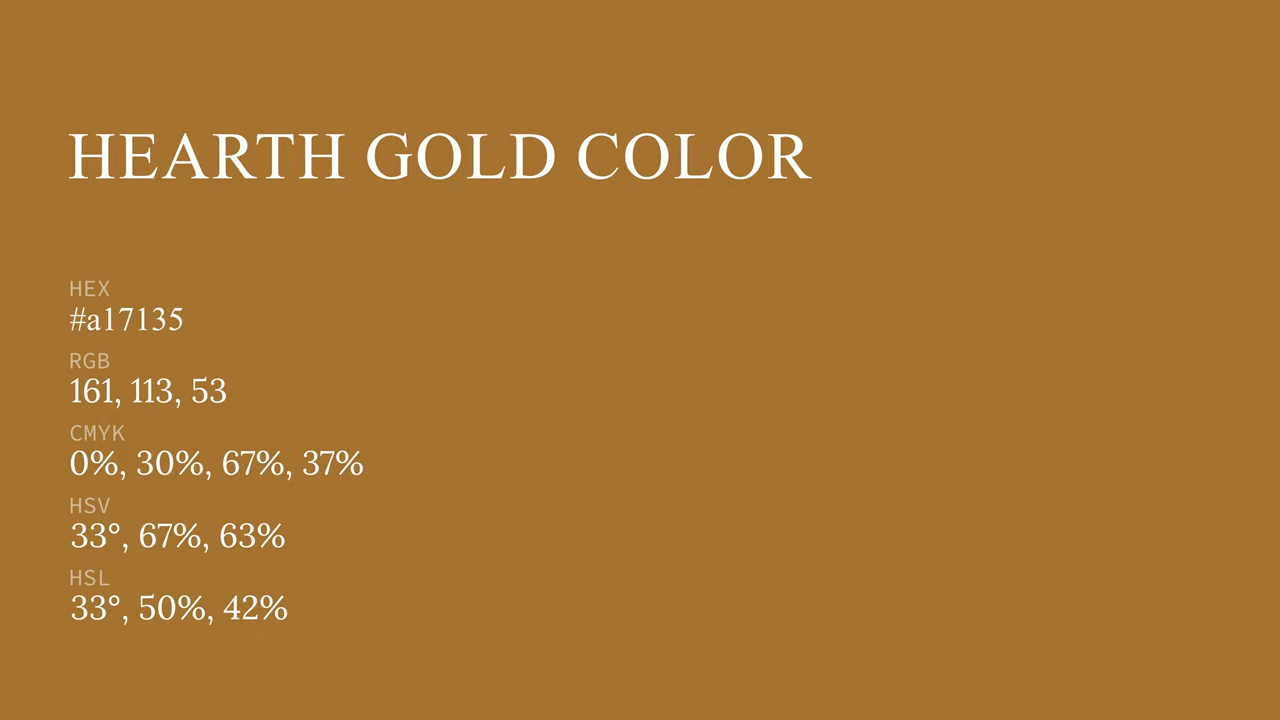 HEARTH GOLD COLOR
HEX
#a17135
RGB
161, 113, 53
CMYK
0%, 30%, 67%, 37%
HSV
33°, 67%, 63%
HSL
33°, 50%, 42%